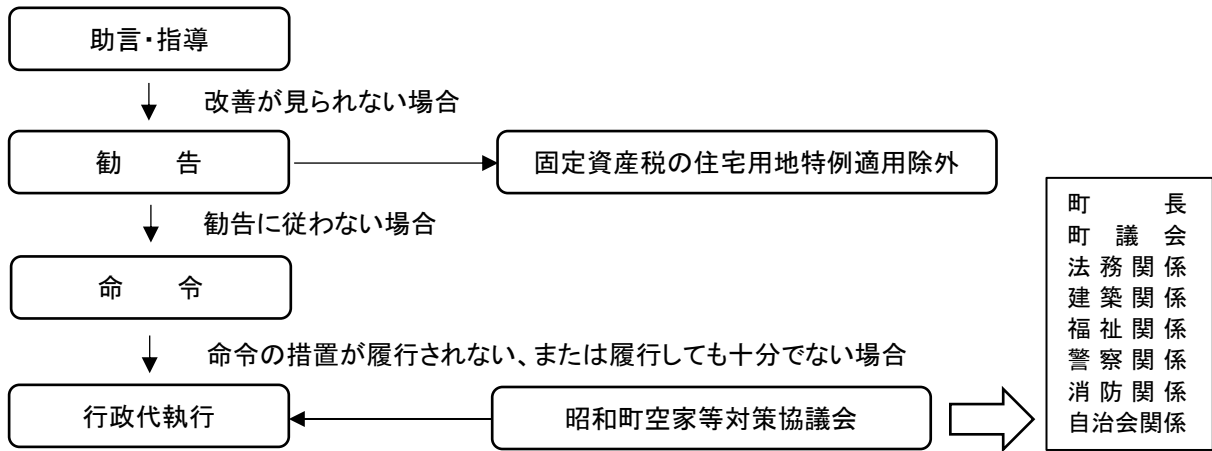 助言・指導
改善が見られない場合
勧　　告
固定資産税の住宅用地特例適用除外
勧告に従わない場合
命　　令
命令の措置が履行されない、または履行しても十分でない場合
行政代執行
昭和町空家等対策協議会
町　　　長
町　議　会
法務関係
建築関係
福祉関係
警察関係
消防関係
自治会関係